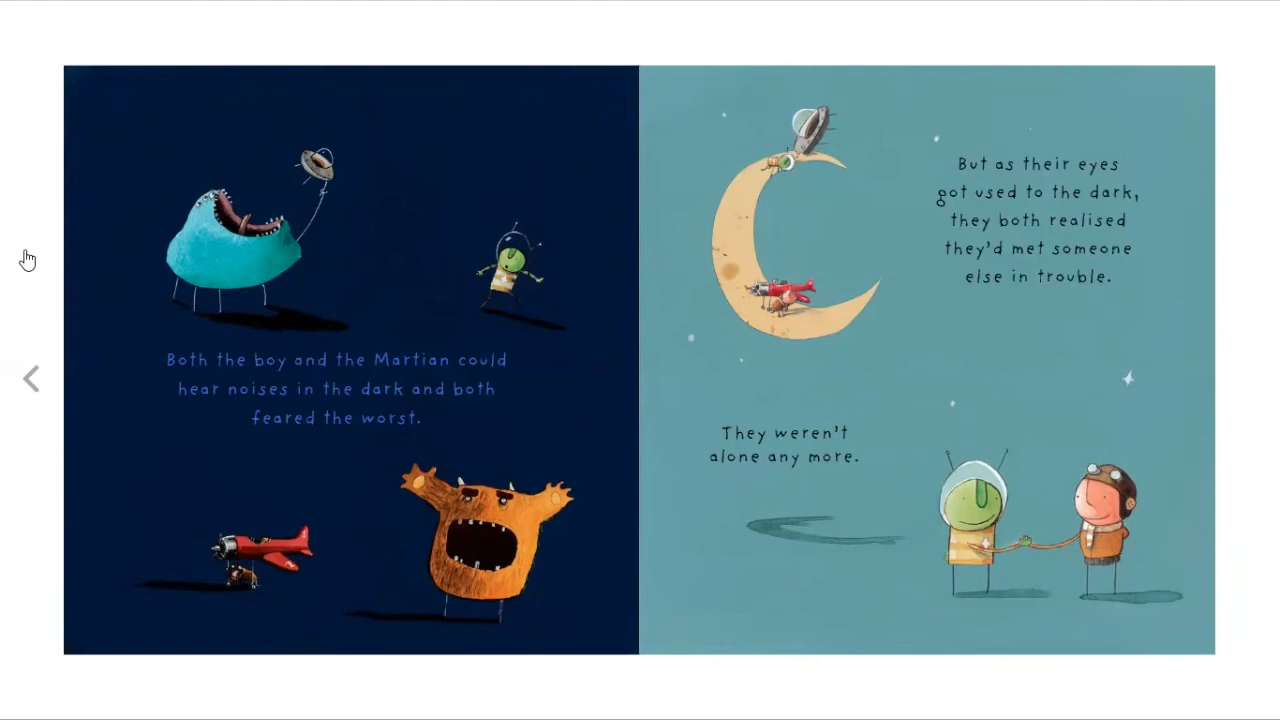 Both the boy and the Martian could
hear noises in the dark and both
feared the worst.
But as their eyes
got used to the dark,
they both realised
they'd met someone
else in trouble.
They weren't
alone any more.